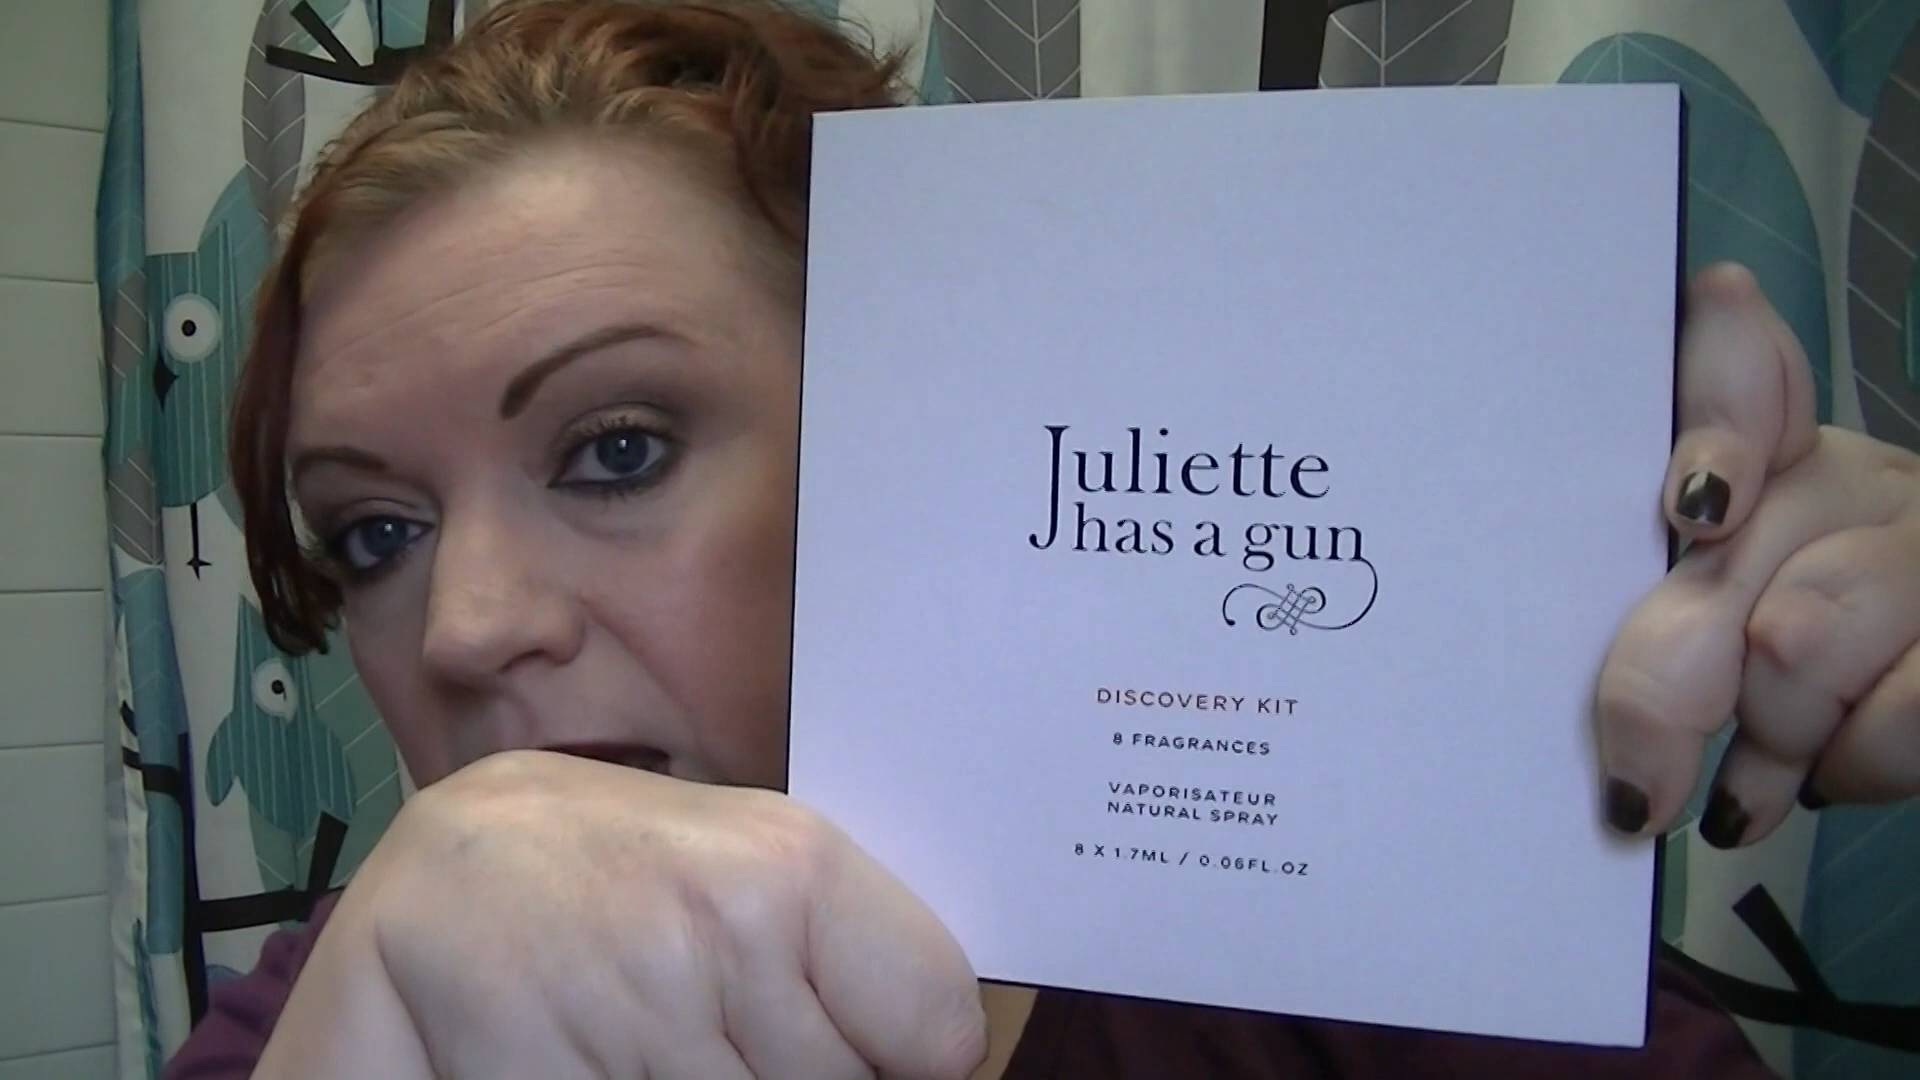 Juliette
has a gun
DISCOVERY KIT
8 FRAGRANCES
VAPORISATEUR
NATURAL SPRAY
8 X 1.7ML / 0.06FL.OZ